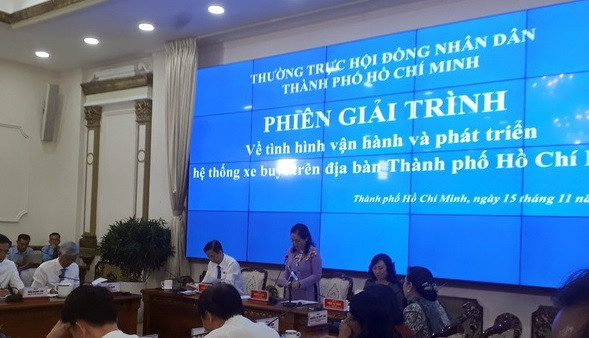 THƯỜNG TRỰC HỘI ĐỒNG NHÂN DÂN
THÀNH PHỐ HỒ CHÍ MINH
PHIÊN GIẢI TRÌNH
Về tình hình vận hành và phát triển
hệ thống xe buýt trên địa bàn Thành phố Hồ Chí
Thành phố Hồ Chí Minh, ngày 15 tháng 11 n